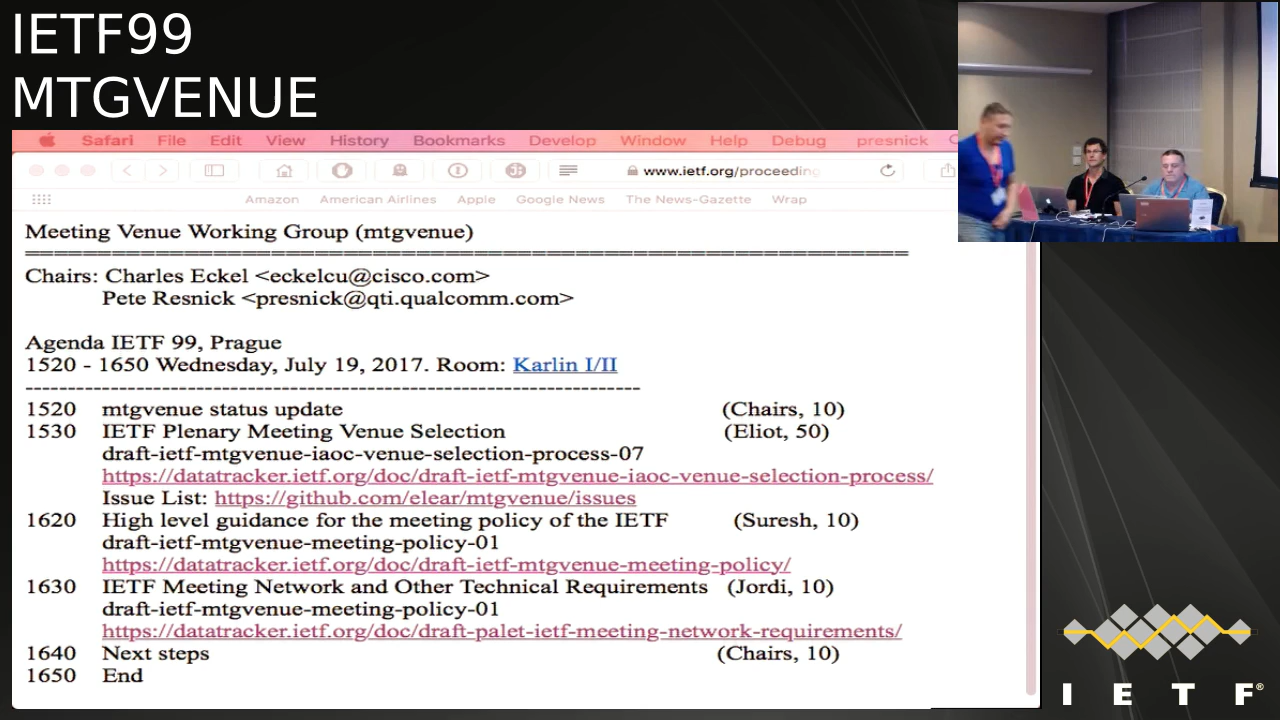 IETF99
MTGVENUE
Safari File Edit View History Bookmarks Develop Window Help Debug presnick
www.ietf.org/proceeding
Amazon American Airlines Apple Google News The News-Gazette Wrap
Meeting Venue Working Group (mtgvenue)
==================================================================
Chairs: Charles Eckel <eckelcu@cisco.com>
Pete Resnick <presnick@qti.qualcomm.com>
Agenda IETF 99, Prague
1520 - 1650 Wednesday, July 19, 2017. Room: Karlin I/II
----------------------------------------------------------------------
1520 mtgvenue status update (Chairs, 10)
1530 IETF Plenary Meeting Venue Selection (Eliot, 50)
draft-ietf-mtgvenue-iaoc-venue-selection-process-07
https://datatracker.ietf.org/doc/draft-ietf-mtgvenue-iaoc-venue-selection-process/
Issue List: https://github.com/elear/mtgvenue/issues
1620 High level guidance for the meeting policy of the IETF (Suresh, 10)
draft-ietf-mtgvenue-meeting-policy-01
https://datatracker.ietf.org/doc/draft-ietf-mtgvenue-meeting-policy/
1630 IETF Meeting Network and Other Technical Requirements (Jordi, 10)
draft-ietf-mtgvenue-meeting-policy-01
https://datatracker.ietf.org/doc/draft-palet-ietf-meeting-network-requirements/
1640 Next steps (Chairs, 10)
1650 End
I E T F®